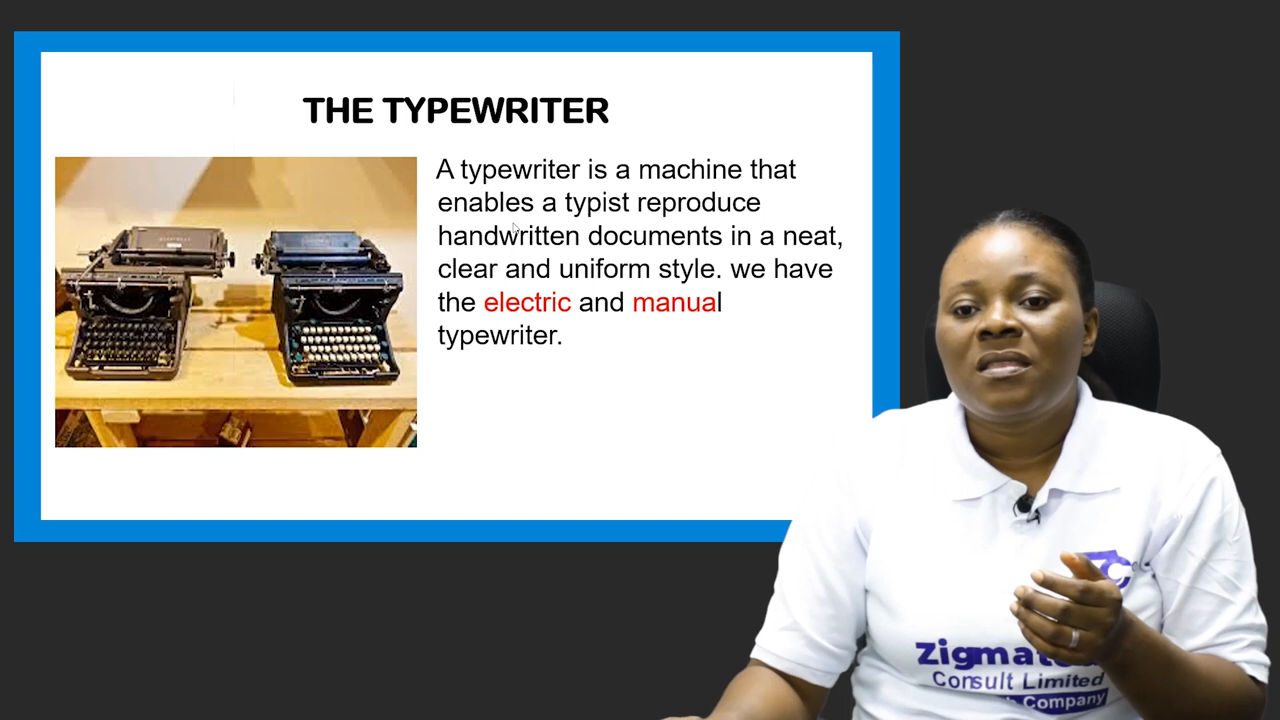 THE TYPEWRITER
A typewriter is a machine that
enables a typist reproduce
handwritten documents in a neat,
clear and uniform style. we have
the electric and manual
typewriter.
Consult Limited
Company